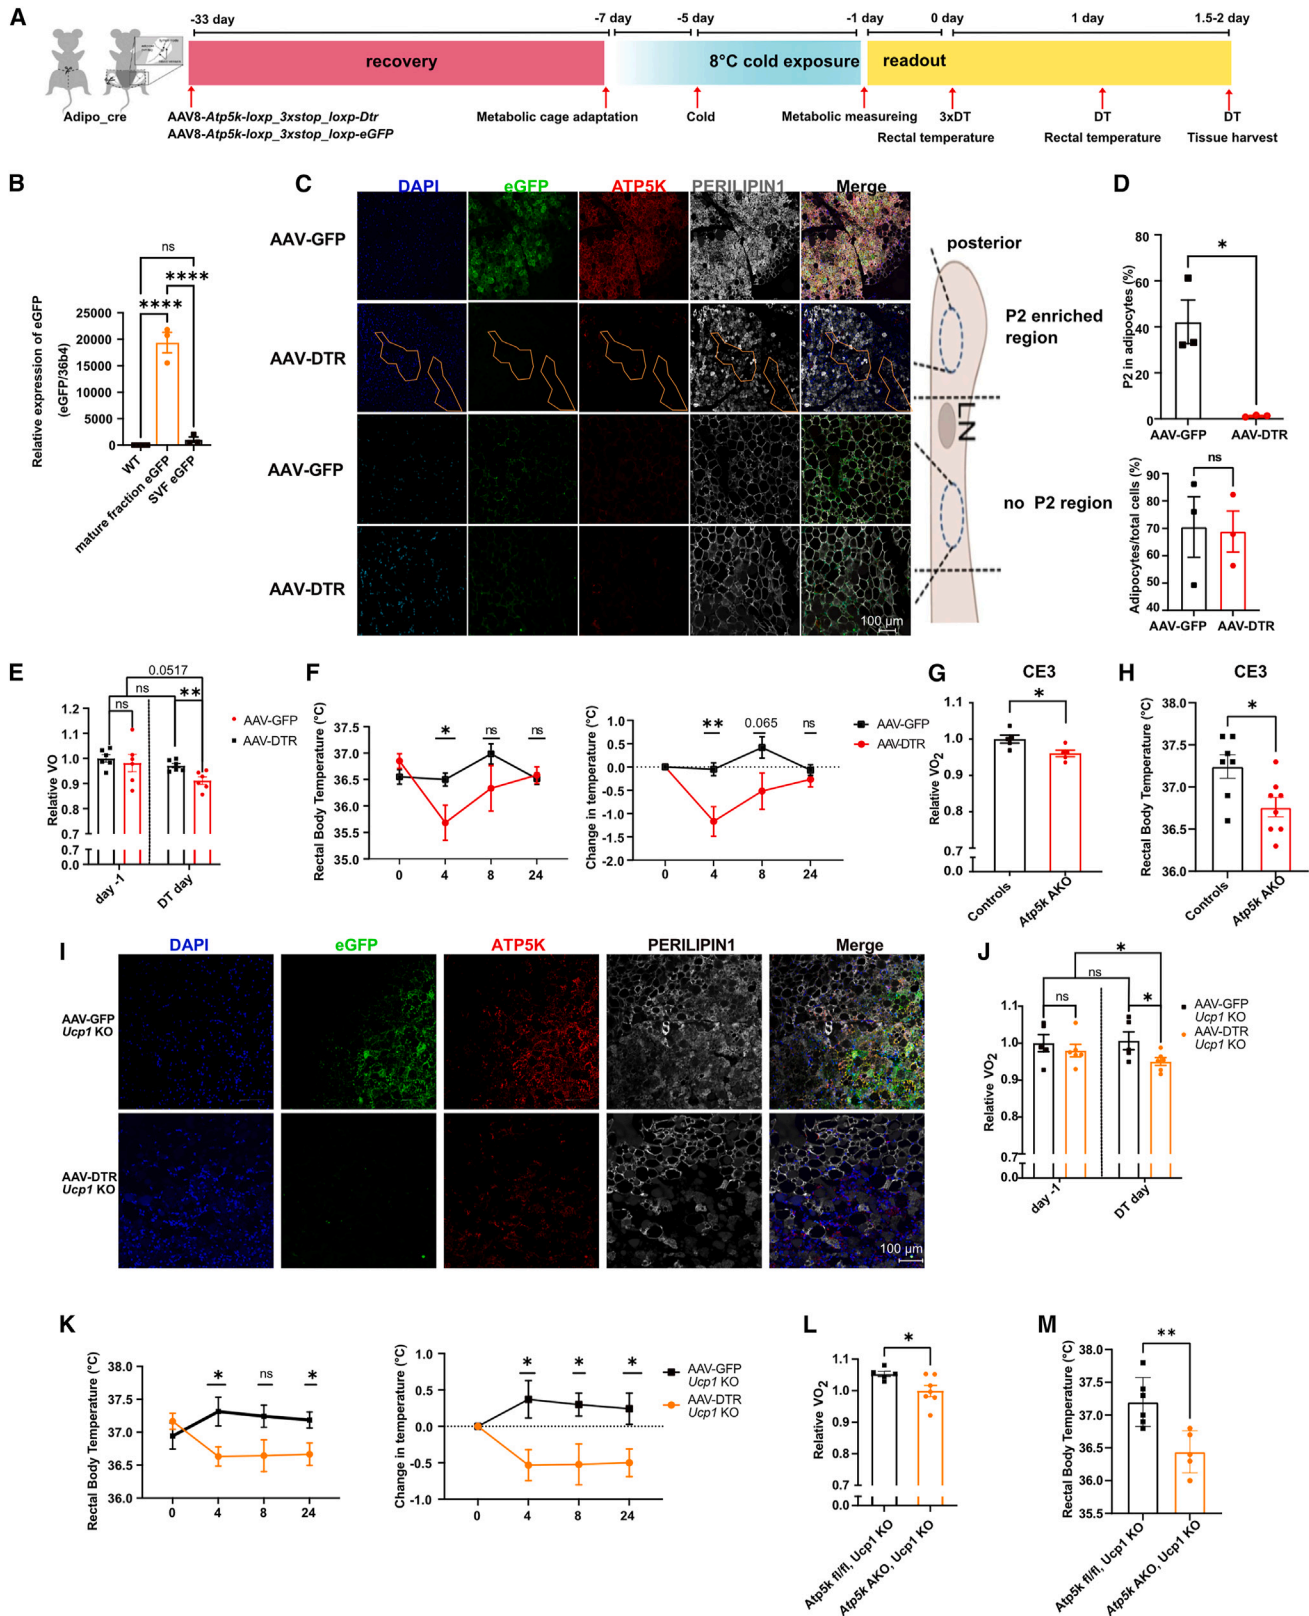 A
-33 day
-7 day
-5 day
-1 day
0 day
1 day
1.5-2 day
recovery
8°C cold exposure
readout
Adipo_cre
AAV8-Atp5k-loxp_3xstop_loxp-Dtr
AAV8-Atp5k-loxp_3xstop_loxp-eGFP
Metabolic cage adaptation
Cold
Metabolic measureing
3xDT
Rectal temperature
DT
Rectal temperature
DT
Tissue harvest
B
ns
****
****
Relative expression of eGFP
(eGFP/36b4)
25000
20000
15000
10000
5000
0
WT
mature fraction eGFP
SVF eGFP
C
DAPI
eGFP
ATP5K
PERILIPIN1
Merge
AAV-GFP
AAV-DTR
AAV-GFP
AAV-DTR
100 µm
posterior
P2 enriched
region
LN
no P2 region
D
P2 in adipocytes (%)
80
60
40
20
0
*
AAV-GFP
AAV-DTR
Adipocytes/total cells (%)
90
80
70
60
50
40
ns
AAV-GFP
AAV-DTR
E
0.0517
ns
**
ns
Relative VO
1.2
1.1
1.0
0.9
0.8
0.7
0.7
0.0
day -1
DT day
AAV-GFP
AAV-DTR
F
Rectal Body Temperature (°C)
37.5
37.0
36.5
36.0
35.5
35.0
*
ns
ns
0
4
8
24
Change in temperature (°C)
1.0
0.5
0.0
-0.5
-1.0
-1.5
-2.0
**
0.065
ns
0
4
8
24
AAV-GFP
AAV-DTR
G
CE3
*
Relative VO2
1.1
1.0
0.9
0.8
0.7
0.0
Controls
Atp5k AKO
H
CE3
*
Rectal Body Temperature (°C)
38.0
37.5
37.0
36.5
36.0
Controls
Atp5k AKO
I
DAPI
eGFP
ATP5K
PERILIPIN1
Merge
AAV-GFP
Ucp1 KO
AAV-DTR
Ucp1 KO
100 µm
J
*
ns
ns
*
Relative VO2
1.1
1.0
0.9
0.8
0.7
0.0
day -1
DT day
AAV-GFP
Ucp1 KO
AAV-DTR
Ucp1 KO
K
Rectal Body Temperature (°C)
38.0
37.5
37.0
36.5
36.0
*
ns
*
0
4
8
24
Change in temperature (°C)
1.0
0.5
0.0
-0.5
-1.0
*
*
*
0
4
8
24
AAV-GFP
Ucp1 KO
AAV-DTR
Ucp1 KO
L
*
Relative VO2
1.1
1.0
0.9
0.8
0.7
0.0
Atp5k fl/fl, Ucp1 KO
Atp5k AKO, Ucp1 KO
M
**
Rectal Body Temperature (°C)
38.0
37.5
37.0
36.5
36.0
35.5
Atp5k fl/fl, Ucp1 KO
Atp5k AKO, Ucp1 KO